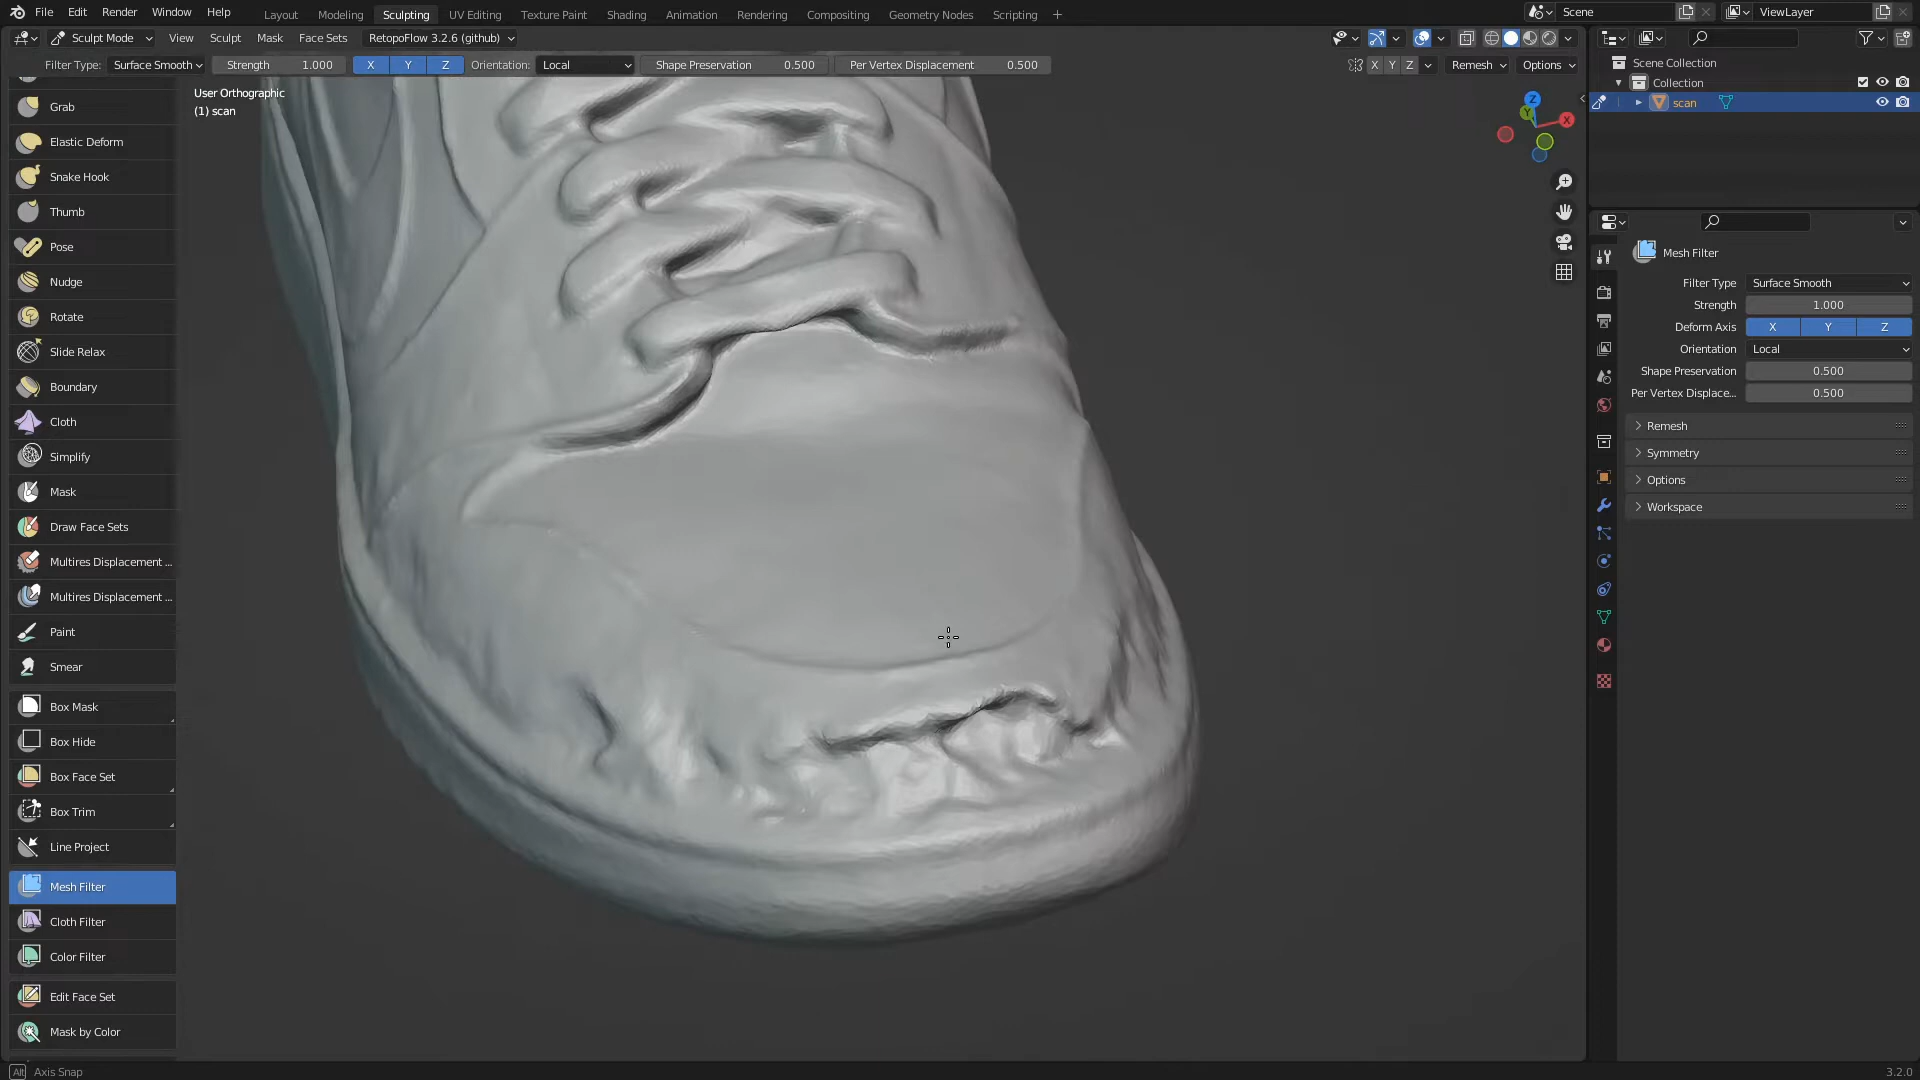 File Edit Render Window Help Layout Modeling Sculpting UV Editing Texture Paint Shading Animation Rendering Compositing Geometry Nodes Scripting + Scene ViewLayer
Sculpt Mode View Sculpt Mask Face Sets RetopoFlow 3.2.6 (github)
Filter Type: Surface Smooth Strength 1.000 X Y Z Orientation: Local Shape Preservation 0.500 Per Vertex Displacement 0.500 X Y Z Remesh Options
User Orthographic
(1) scan
Grab
Elastic Deform
Snake Hook
Thumb
Pose
Nudge
Rotate
Slide Relax
Boundary
Cloth
Simplify
Mask
Draw Face Sets
Multires Displacement ...
Multires Displacement ...
Paint
Smear
Box Mask
Box Hide
Box Face Set
Box Trim
Line Project
Mesh Filter
Cloth Filter
Color Filter
Edit Face Set
Mask by Color
Z
Y
X
Scene Collection
Collection
scan
Mesh Filter
Filter Type Surface Smooth
Strength 1.000
Deform Axis X Y Z
Orientation Local
Shape Preservation 0.500
Per Vertex Displace... 0.500
Remesh
Symmetry
Options
Workspace
Alt Axis Snap
3.2.0